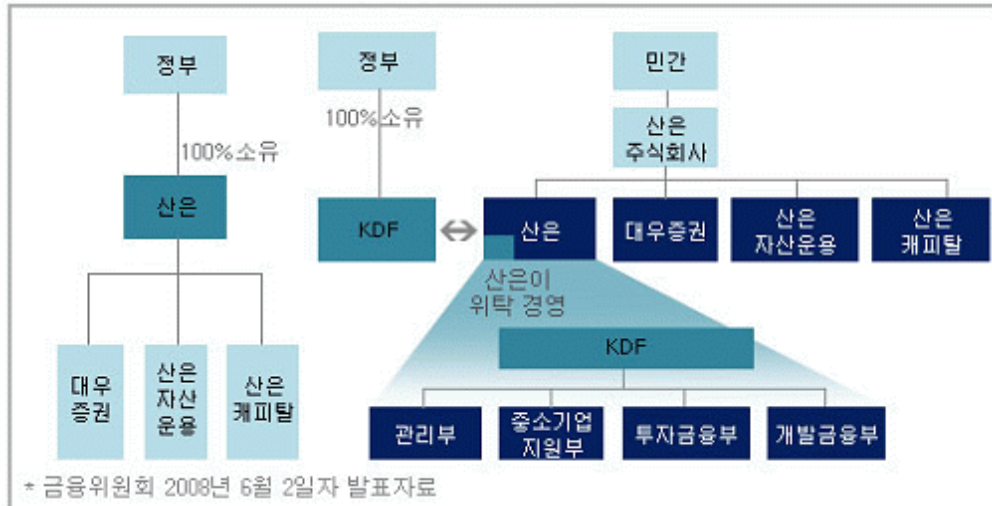 정부
100%소유
산은
대우
증권
산은
자산
운용
산은
캐피탈
정부
100%소유
KDF
민간
산은
주식회사
산은
대우증권
산은
자산운용
산은
캐피탈
산은이
위탁 경영
KDF
관리부
중소기업
지원부
투자금융부
개발금융부
* 금융위원회 2008년 6월 2일자 발표자료